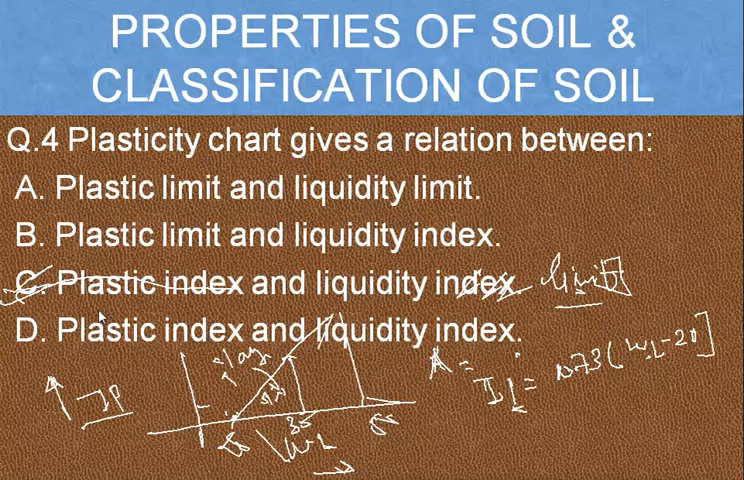 PROPERTIES OF SOIL &
CLASSIFICATION OF SOIL
Q.4 Plasticity chart gives a relation between:
A. Plastic limit and liquidity limit.
B. Plastic limit and liquidity index.
C. Plastic index and liquidity index. limit
D. Plastic index and liquidity index.
A =
= 0.73 ( WL - 20 ]
IP
35
WL